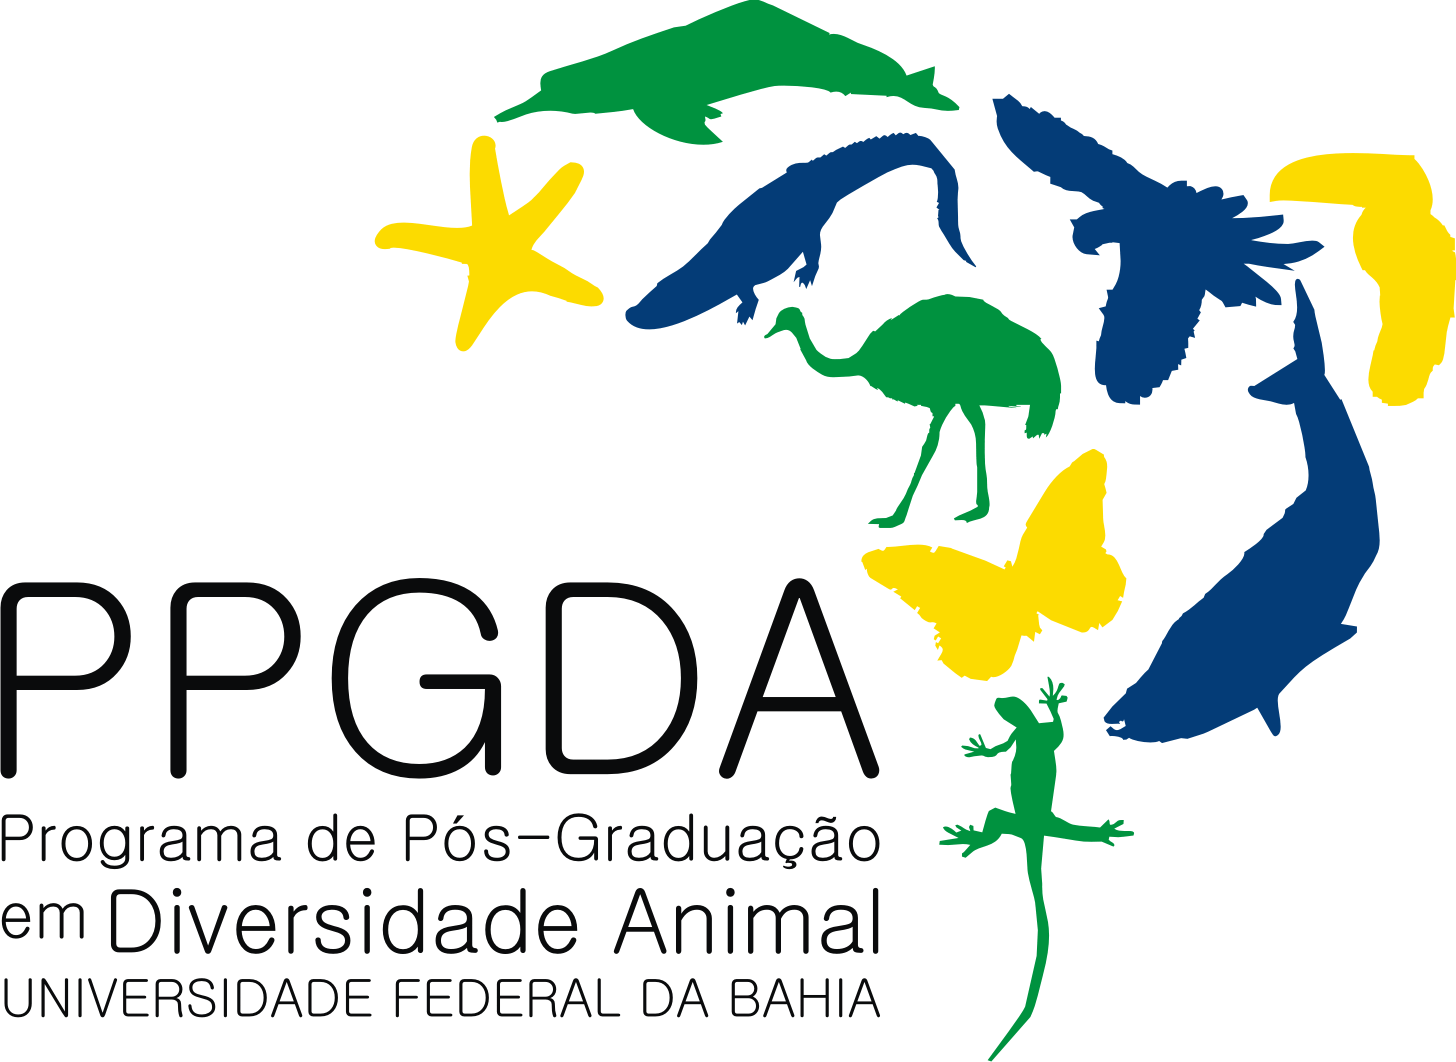 PPGDA
Programa de Pós-Graduação
em Diversidade Animal
UNIVERSIDADE FEDERAL DA BAHIA